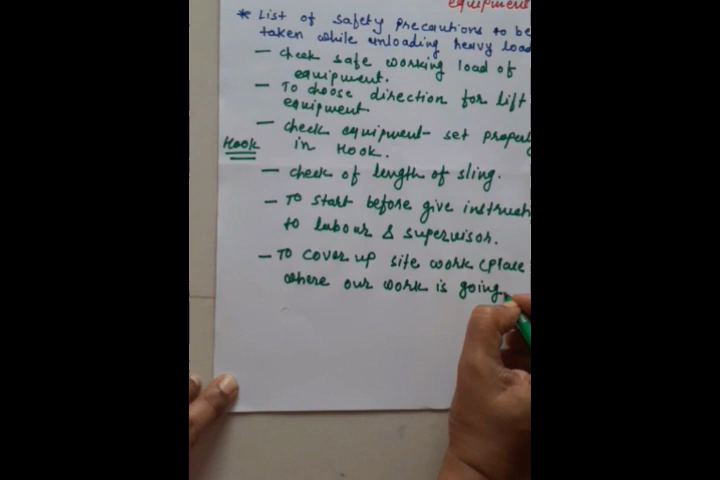 equipment
* List of safety precautions to be
taken while unloading heavy load
- check safe working load of
equipment.
- To choose direction for lift
equipment
- check equipment set properly
Hook in Hook.
- check of length of sling.
- To start before give instruct
to labour & supervisor.
- To cover up site work (place
where our work is going